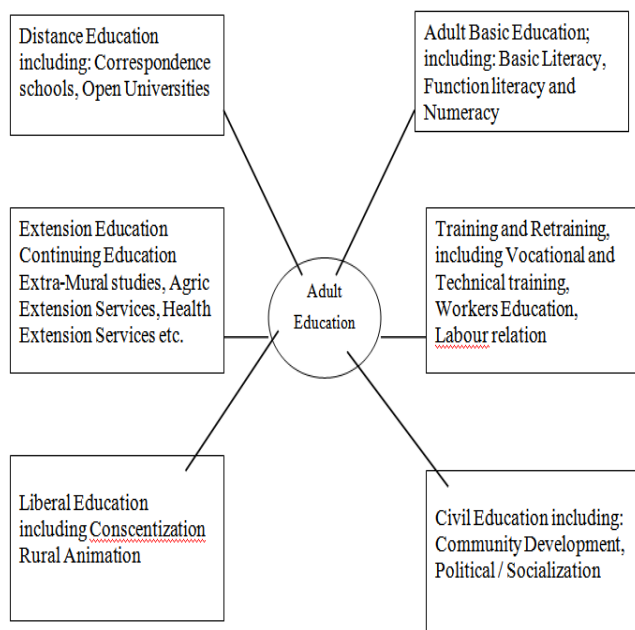 Distance Education
including: Correspondence
schools, Open Universities
Adult Basic Education;
including: Basic Literacy,
Function literacy and
Numeracy
Extension Education
Continuing Education
Extra-Mural studies, Agric
Extension Services, Health
Extension Services etc.
Adult
Education
Training and Retraining,
including Vocational and
Technical training,
Workers Education,
Labour relation
Liberal Education
including Conscentization
Rural Animation
Civil Education including:
Community Development,
Political / Socialization